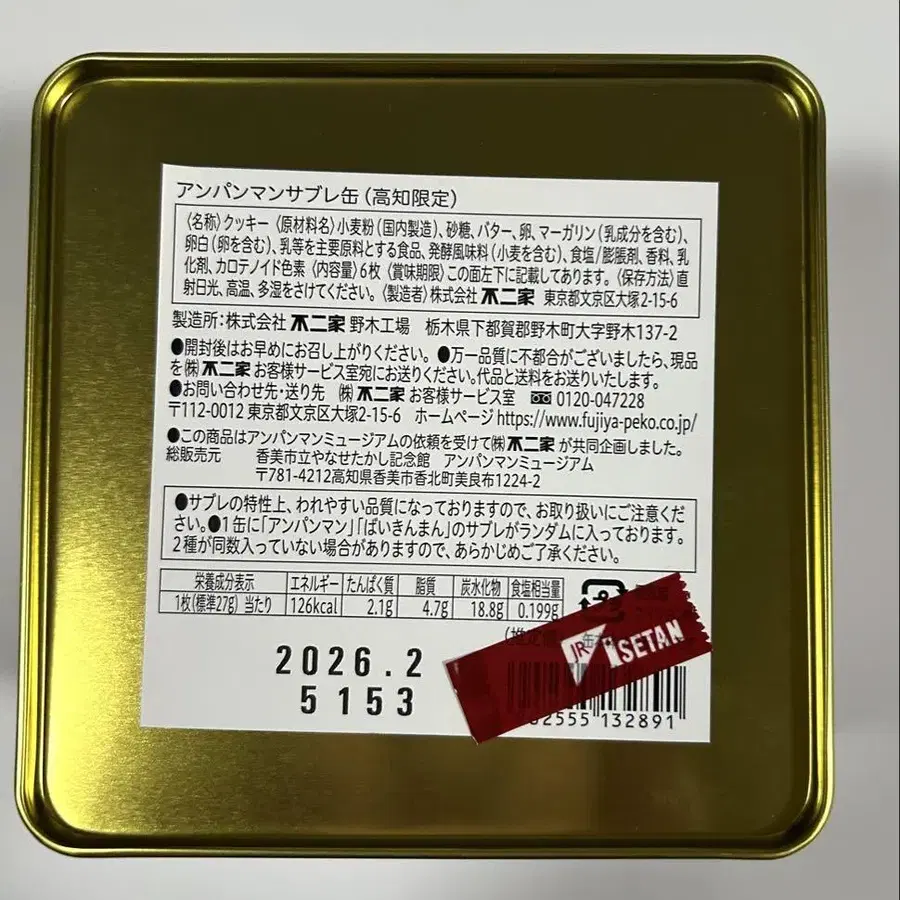 アンパンマンサブレ缶(高知限定)
〈名称〉クッキー〈原材料名〉小麦粉(国内製造)、砂糖、バター、卵、マーガリン(乳成分を含む)、
卵白(卵を含む)、乳等を主要原料とする食品、発酵風味料(小麦を含む)、食塩/膨脹剤、香料、乳
化剤、カロテノイド色素〈内容量〉6枚〈賞味期限〉この面左下に記載してあります。〈保存方法〉直
射日光、高温、多湿をさけてください。〈製造者〉株式会社 不二家 東京都文京区大塚2-15-6
製造所:株式会社 不二家 野木工場 栃木県下都賀郡野木町大字野木137-2
●開封後はお早めにお召し上がりください。●万一品質に不都合がございましたら、現品
を㈱不二家 お客様サービス室宛にお送りください。代品と送料をお送りいたします。
●お問い合わせ先・送り先 ㈱不二家 お客様サービス室 0120-047228
〒112-0012 東京都文京区大塚2-15-6 ホームページ https://www.fujiya-peko.co.jp/
●この商品はアンパンマンミュージアムの依頼を受けて㈱不二家 が共同企画しました。
総販売元 香美市立やなせたかし記念館 アンパンマンミュージアム
〒781-4212高知県香美市香北町美良布1224-2
●サブレの特性上、われやすい品質になっておりますので、お取り扱いにご注意くだ
さい。●1缶に「アンパンマン」「ばいきんまん」のサブレがランダムに入っております。
2種が同数入っていない場合がありますので、あらかじめご了承ください。
栄養成分表示 エネルギー たんぱく質 脂質 炭水化物 食塩相当量
1枚(標準27g)当たり 126kcal 2.1g 4.7g 18.8g 0.199g
JR ISETAN
2026.2
5153
2555 132891